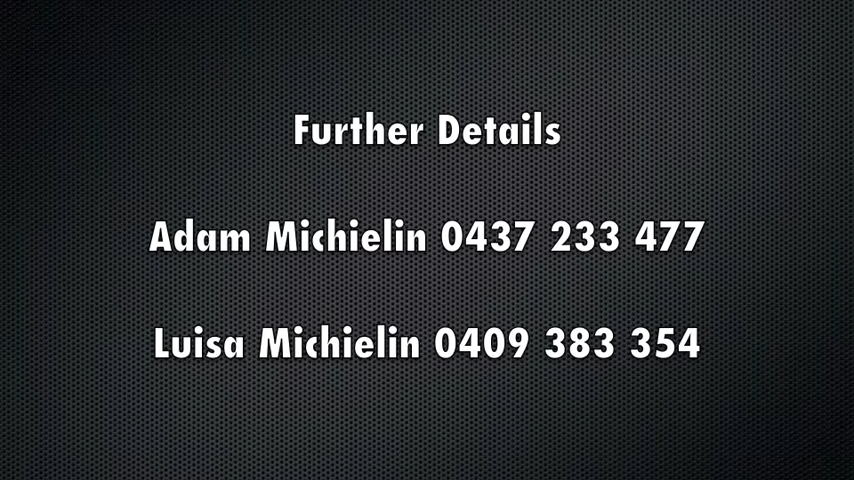 Further Details
Adam Michielin 0437 233 477
Luisa Michielin 0409 383 354